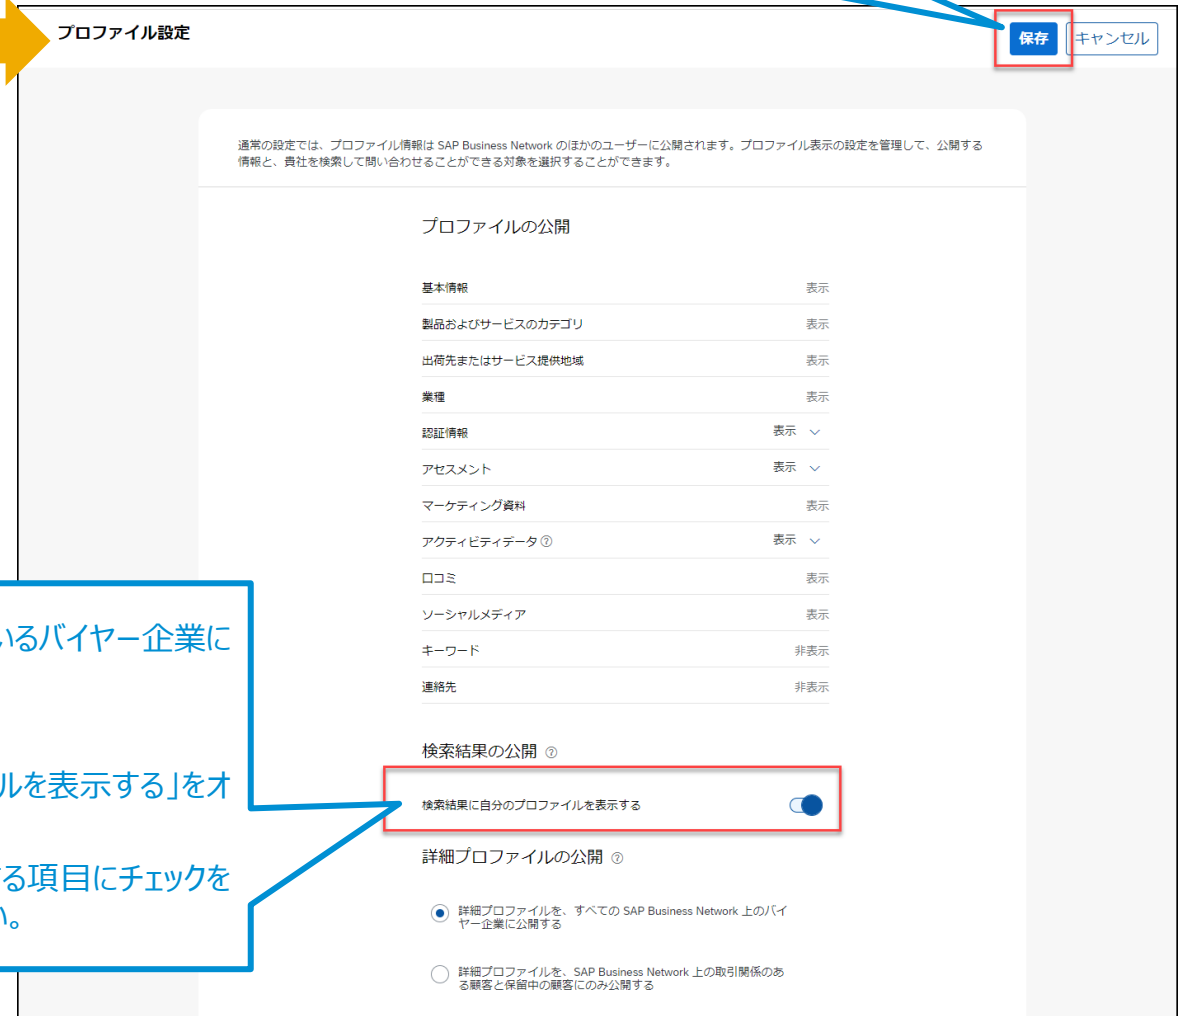 プロファイル設定
保存
キャンセル
通常の設定では、プロファイル情報は SAP Business Network のほかのユーザーに公開されます。プロファイル表示の設定を管理して、公開する
情報と、貴社を検索して問い合わせることができる対象を選択することができます。
プロファイルの公開
基本情報 表示
製品およびサービスのカテゴリ 表示
出荷先またはサービス提供地域 表示
業種 表示
認証情報 表示
アセスメント 表示
マーケティング資料 表示
アクティビティデータ 表示
口コミ 表示
ソーシャルメディア 表示
キーワード 非表示
連絡先 非表示
検索結果の公開
検索結果に自分のプロファイルを表示する
詳細プロファイルの公開
詳細プロファイルを、すべての SAP Business Network 上のバイ
ヤー企業に公開する
詳細プロファイルを、SAP Business Network 上の取引関係のあ
る顧客と保留中の顧客にのみ公開する
いるバイヤー企業に
ルを表示する」をオ
る項目にチェックを
い。